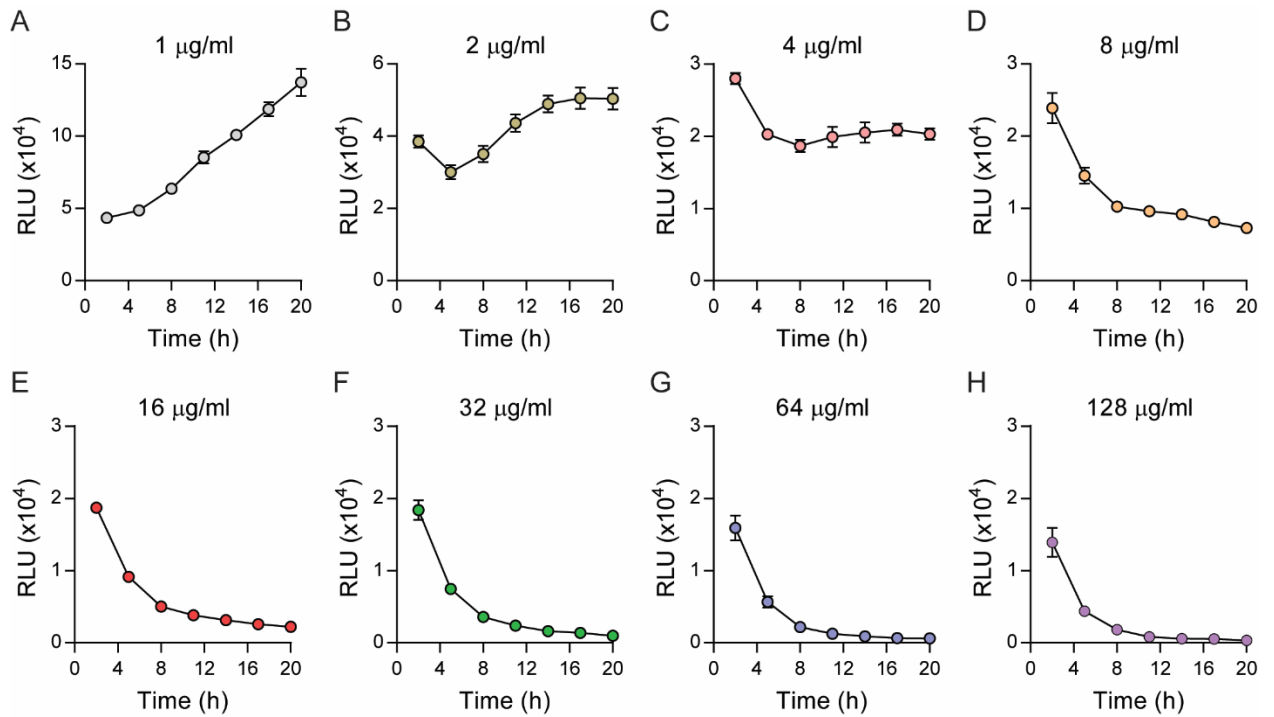 A
1 μg/ml
RLU (x10⁴)
15
10
5
0
0 4 8 12 16 20
Time (h)
B
2 μg/ml
RLU (x10⁴)
6
4
2
0
0 4 8 12 16 20
Time (h)
C
4 μg/ml
RLU (x10⁴)
3
2
1
0
0 4 8 12 16 20
Time (h)
D
8 μg/ml
RLU (x10⁴)
3
2
1
0
0 4 8 12 16 20
Time (h)
E
16 μg/ml
RLU (x10⁴)
3
2
1
0
0 4 8 12 16 20
Time (h)
F
32 μg/ml
RLU (x10⁴)
3
2
1
0
0 4 8 12 16 20
Time (h)
G
64 μg/ml
RLU (x10⁴)
3
2
1
0
0 4 8 12 16 20
Time (h)
H
128 μg/ml
RLU (x10⁴)
3
2
1
0
0 4 8 12 16 20
Time (h)